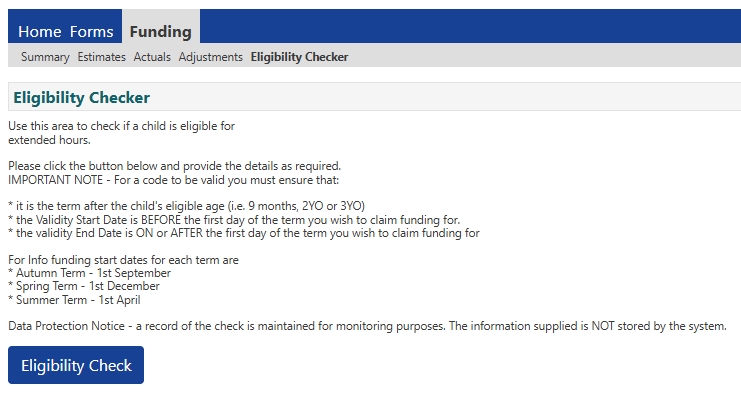 Home Forms Funding
Summary Estimates Actuals Adjustments Eligibility Checker
Eligibility Checker
Use this area to check if a child is eligible for
extended hours.
Please click the button below and provide the details as required.
IMPORTANT NOTE - For a code to be valid you must ensure that:
* it is the term after the child's eligible age (i.e. 9 months, 2YO or 3YO)
* the Validity Start Date is BEFORE the first day of the term you wish to claim funding for.
* the validity End Date is ON or AFTER the first day of the term you wish to claim funding for
For Info funding start dates for each term are
* Autumn Term - 1st September
* Spring Term - 1st December
* Summer Term - 1st April
Data Protection Notice - a record of the check is maintained for monitoring purposes. The information supplied is NOT stored by the system.
Eligibility Check